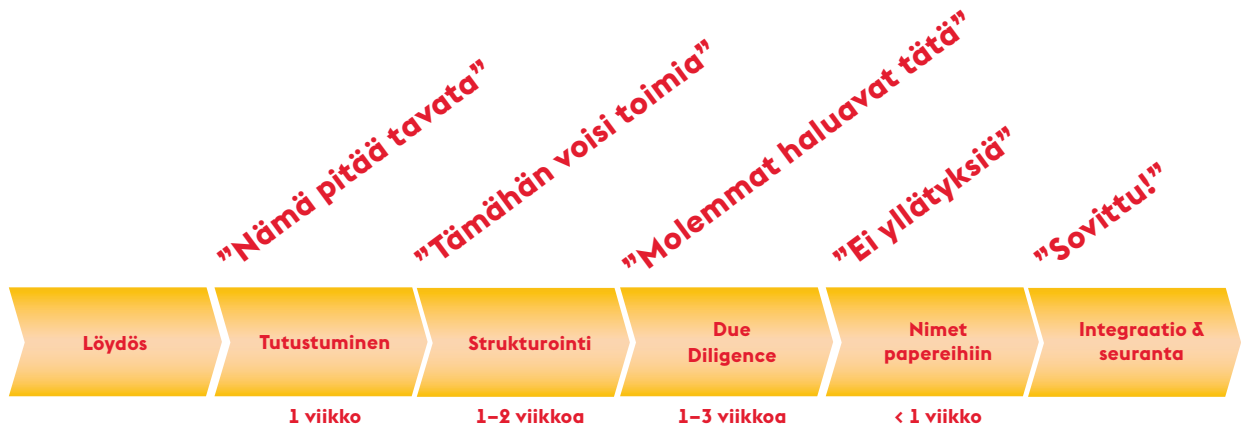 ”Nämä pitää tavata”
”Tämähän voisi toimia”
”Molemmat haluavat tätä”
”Ei yllätyksiä”
”Sovittu!”
Löydös
Tutustuminen
Strukturointi
Due
Diligence
Nimet
papereihiin
Integraatio &
seuranta
1 viikko
1–2 viikkoa
1–3 viikkoa
< 1 viikko